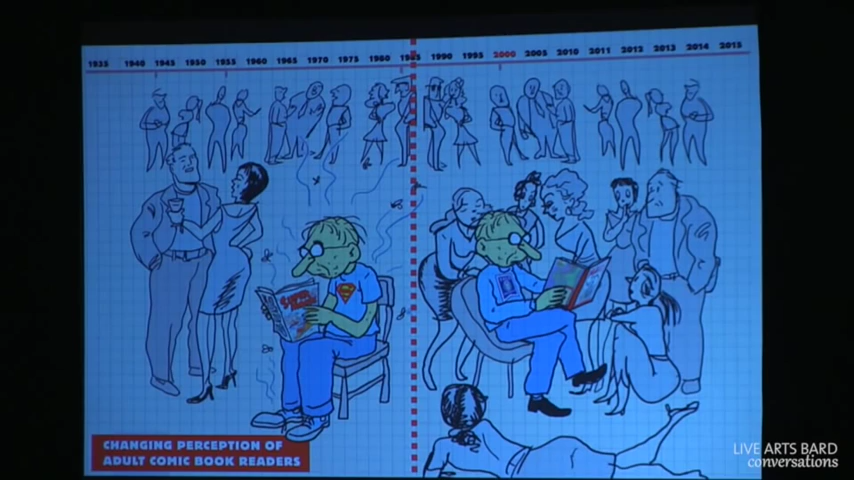 1935 1940 1945 1950 1955 1960 1965 1970 1975 1980 1985 1990 1995 2000 2005 2010 2011 2012 2013 2014 2015
CHANGING PERCEPTION OF
ADULT COMIC BOOK READERS
LIVE ARTS BARD
conversations